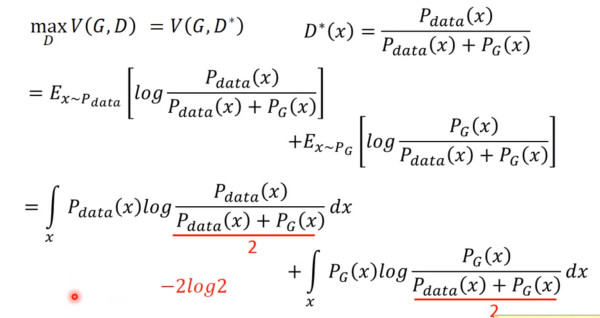 max_D V(G, D) = V(G, D*)    D*(x) = P_data(x) / (P_data(x) + P_G(x))
= E_{x~P_data} [log P_data(x) / (P_data(x) + P_G(x))]
+E_{x~P_G} [log P_G(x) / (P_data(x) + P_G(x))]
= ∫_x P_data(x) log P_data(x) / (P_data(x) + P_G(x)) dx
2
+ ∫_x P_G(x) log P_G(x) / (P_data(x) + P_G(x)) dx
−2log2
2